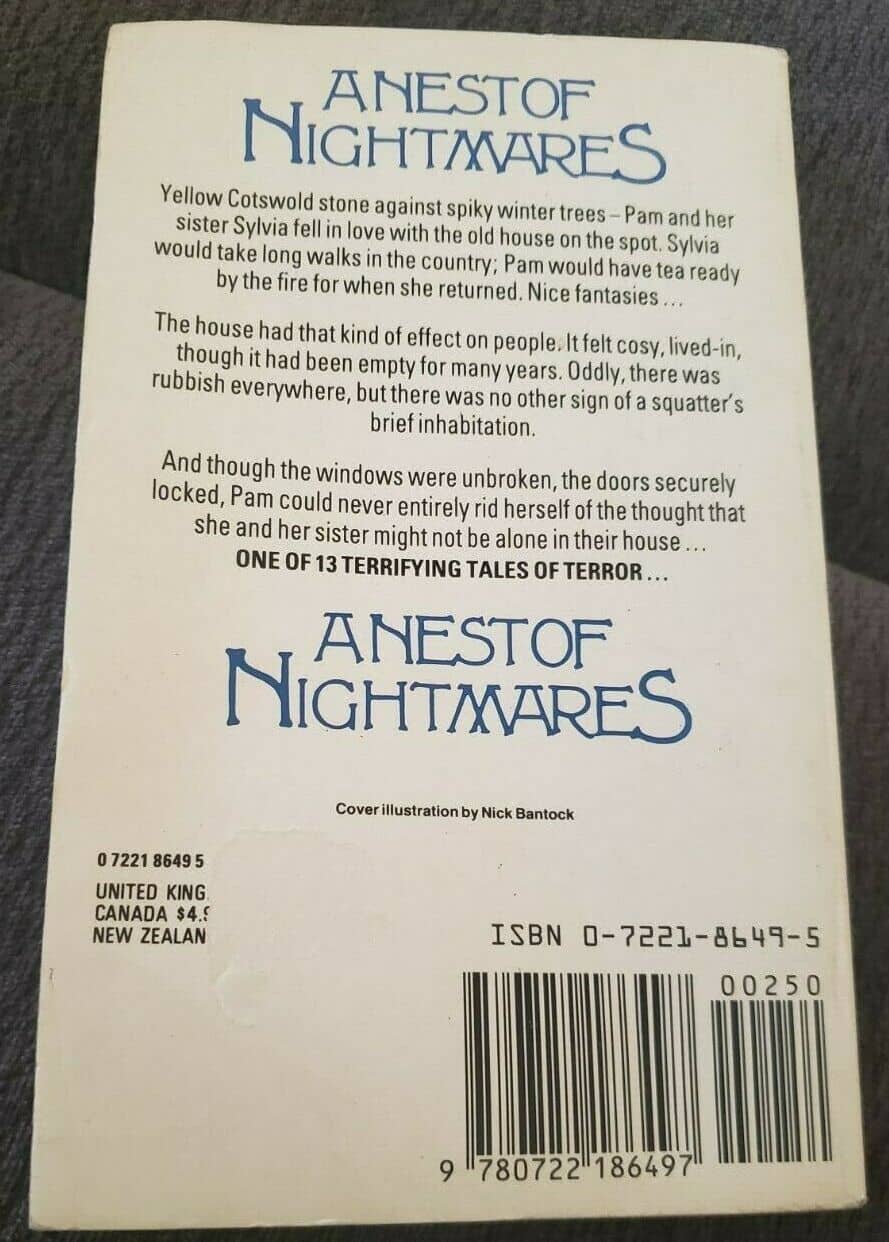 A NEST OF
NIGHTMARES
Yellow Cotswold stone against spiky winter trees – Pam and her
sister Sylvia fell in love with the old house on the spot. Sylvia
would take long walks in the country; Pam would have tea ready
by the fire for when she returned. Nice fantasies ...
The house had that kind of effect on people. It felt cosy, lived-in,
though it had been empty for many years. Oddly, there was
rubbish everywhere, but there was no other sign of a squatter's
brief inhabitation.
And though the windows were unbroken, the doors securely
locked, Pam could never entirely rid herself of the thought that
she and her sister might not be alone in their house ...
ONE OF 13 TERRIFYING TALES OF TERROR ...
A NEST OF
NIGHTMARES
Cover illustration by Nick Bantock
0 7221 8649 5
UNITED KING
CANADA $4.
NEW ZEALAN
ISBN 0-7221-8649-5
00250
9 780722 186497